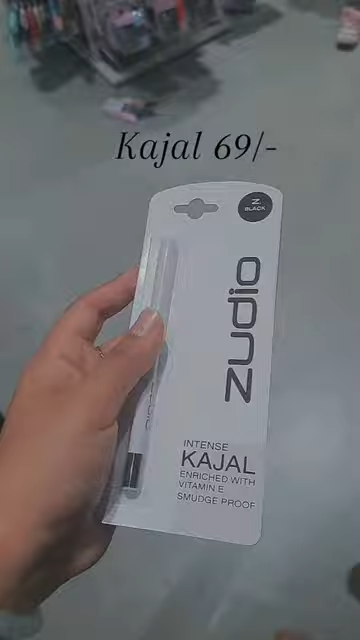 Kajal 69/-
Z
BLACK
zudio
INTENSE
KAJAL
ENRICHED WITH
VITAMIN E
SMUDGE PROOF